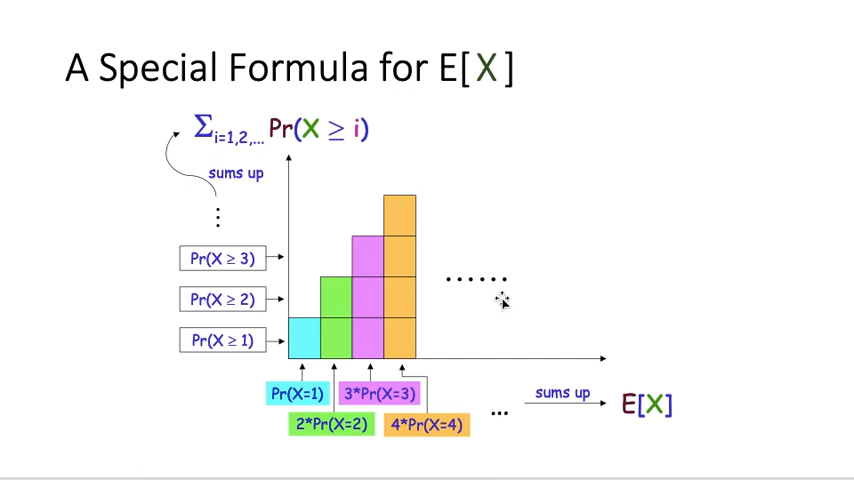 A Special Formula for E[X]
Σi=1,2,... Pr(X ≥ i)
sums up
⋮
Pr(X ≥ 3)
Pr(X ≥ 2)
Pr(X ≥ 1)
......
Pr(X=1)
3*Pr(X=3)
2*Pr(X=2)
4*Pr(X=4)
...
sums up
E[X]